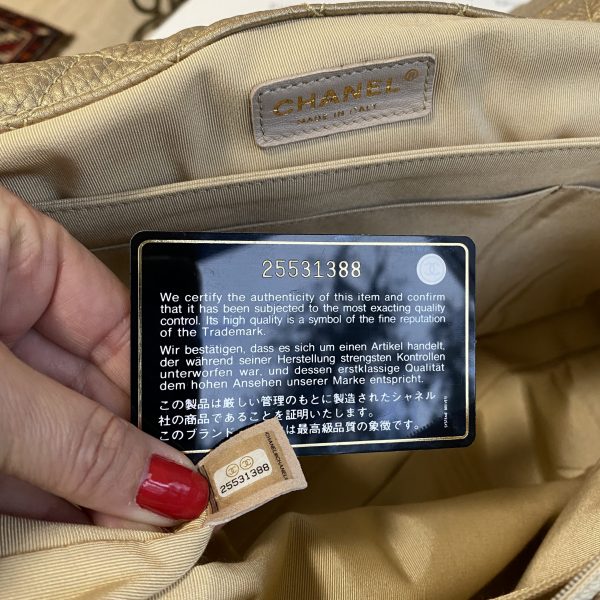 CHANEL®
MADE IN ITALY
25531388
We certify the authenticity of this item and confirm
that it has been subjected to the most exacting quality
control. Its high quality is a symbol of the fine reputation
of the Trademark.
Wir bestätigen, dass es sich um einen Artikel handelt,
der während seiner Herstellung strengsten Kontrollen
unterworfen war, und dessen erstklassige Qualität
dem hohen Ansehen unserer Marke entspricht.
この製品は厳しい管理のもとに製造されたシャネル
社の商品であることを証明いたします。
このブランド は最高級品質の象徴です。
CHANEL
25531388